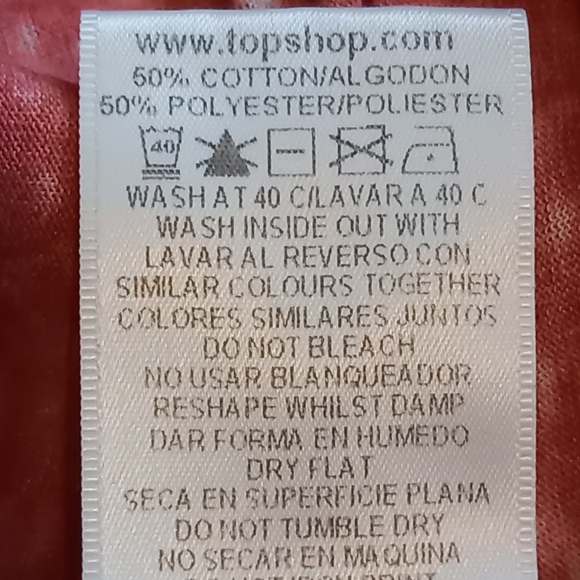 www.topshop.com
50% COTTON/ALGODON
50% POLYESTER/POLIESTER
40
WASH AT 40 C/LAVAR A 40 C
WASH INSIDE OUT WITH
LAVAR AL REVERSO CON
SIMILAR COLOURS TOGETHER
COLORES SIMILARES JUNTOS
DO NOT BLEACH
NO USAR BLANQUEADOR
RESHAPE WHILST DAMP
DAR FORMA EN HUMEDO
DRY FLAT
SECA EN SUPERFICIE PLANA
DO NOT TUMBLE DRY
NO SECAR EN MAQUINA